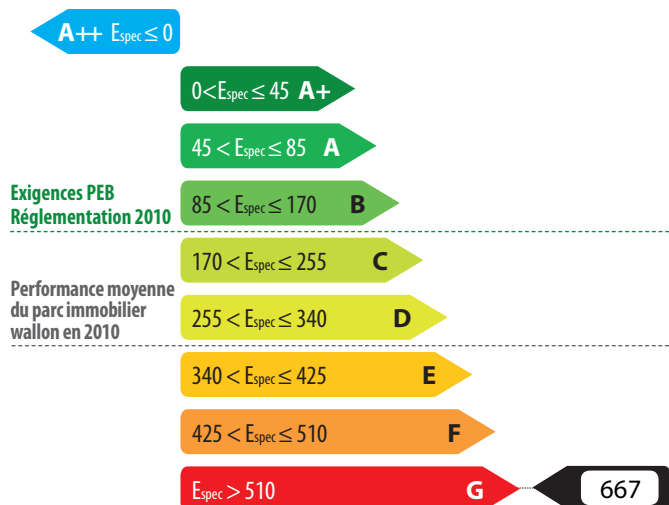 A++ Espec ≤ 0
0<Espec ≤ 45 A+
45 < Espec ≤ 85 A
Exigences PEB
Réglementation 2010
85 < Espec ≤ 170 B
170 < Espec ≤ 255 C
Performance moyenne
du parc immobilier
wallon en 2010
255 < Espec ≤ 340 D
340 < Espec ≤ 425 E
425 < Espec ≤ 510 F
Espec > 510 G
667